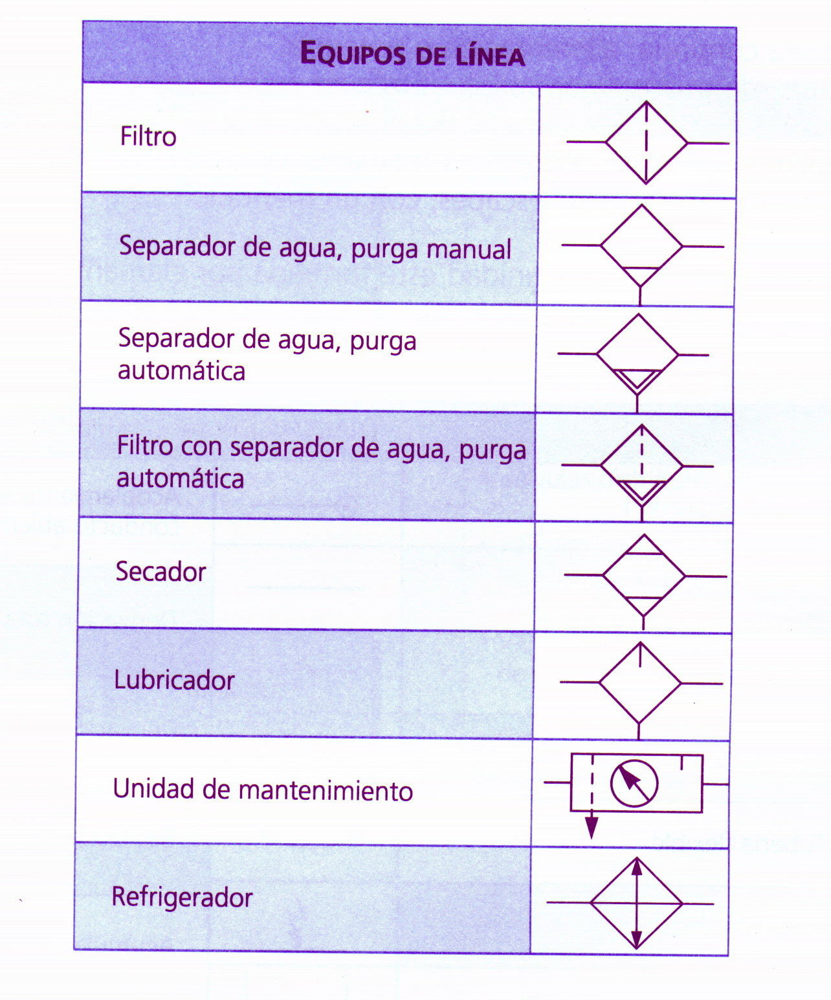 EQUIPOS DE LÍNEA
Filtro
Separador de agua, purga manual
Separador de agua, purga
automática
Filtro con separador de agua, purga
automática
Secador
Lubricador
Unidad de mantenimiento
Refrigerador